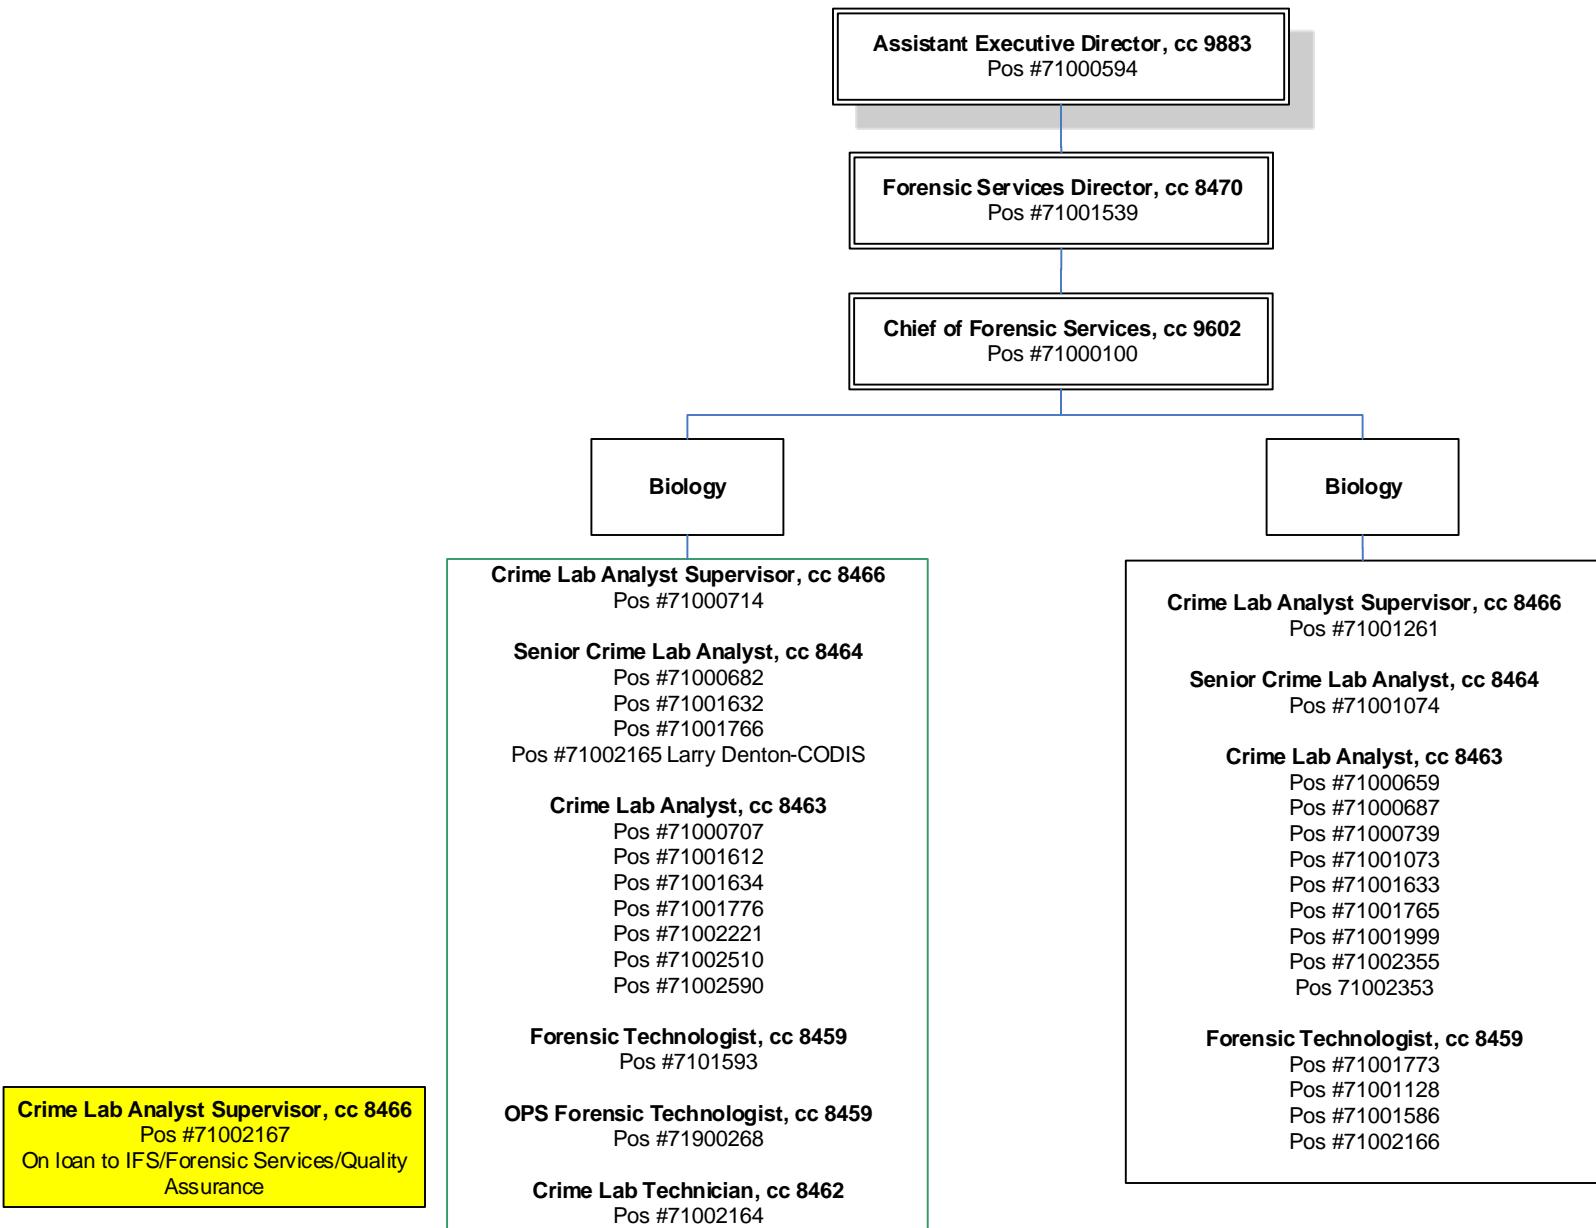 Assistant Executive Director, cc 9883
Pos #71000594
Forensic Services Director, cc 8470
Pos #71001539
Chief of Forensic Services, cc 9602
Pos #71000100
Biology
Crime Lab Analyst Supervisor, cc 8466
Pos #71000714
Senior Crime Lab Analyst, cc 8464
Pos #71000682
Pos #71001632
Pos #71001766
Pos #71002165 Larry Denton-CODIS
Crime Lab Analyst, cc 8463
Pos #71000707
Pos #71001612
Pos #71001634
Pos #71001776
Pos #71002221
Pos #71002510
Pos #71002590
Forensic Technologist, cc 8459
Pos #7101593
OPS Forensic Technologist, cc 8459
Pos #71900268
Crime Lab Technician, cc 8462
Pos #71002164
Biology
Crime Lab Analyst Supervisor, cc 8466
Pos #71001261
Senior Crime Lab Analyst, cc 8464
Pos #71001074
Crime Lab Analyst, cc 8463
Pos #71000659
Pos #71000687
Pos #71000739
Pos #71001073
Pos #71001633
Pos #71001765
Pos #71001999
Pos #71002355
Pos 71002353
Forensic Technologist, cc 8459
Pos #71001773
Pos #71001128
Pos #71001586
Pos #71002166
Crime Lab Analyst Supervisor, cc 8466
Pos #71002167
On loan to IFS/Forensic Services/Quality
Assurance